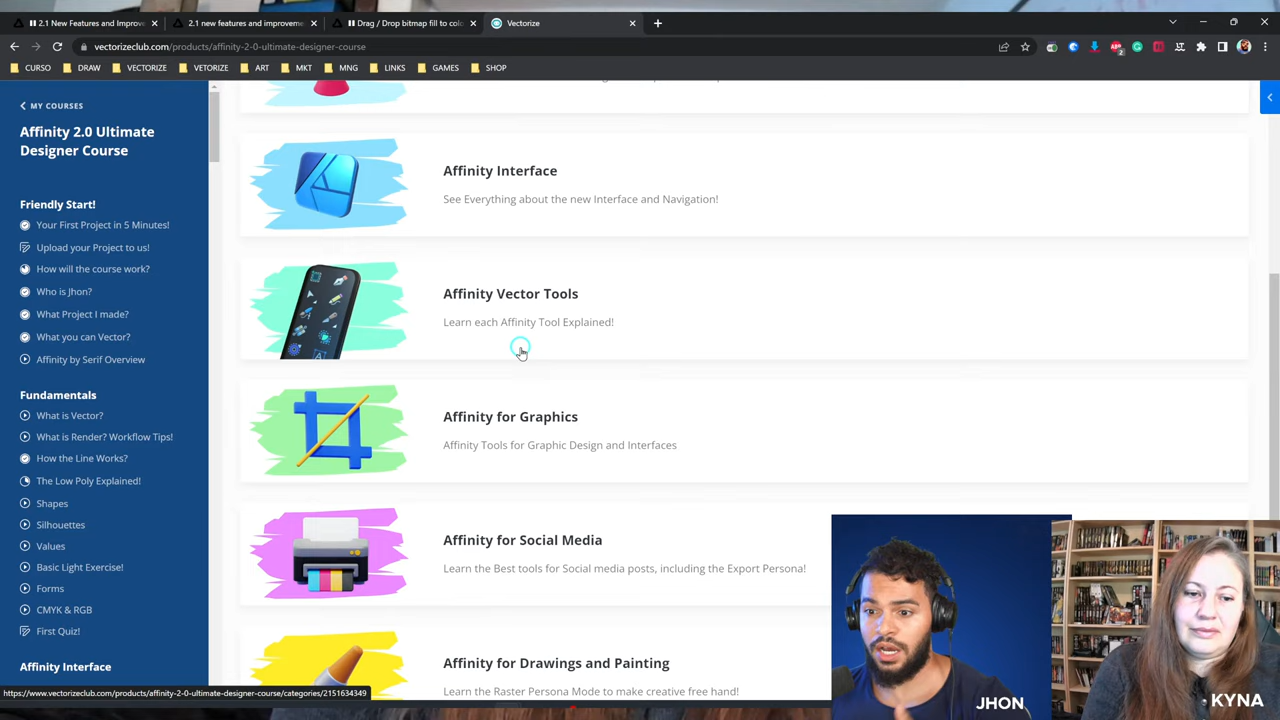 2.1 New Features and Improve
2.1 new features and improveme
Drag / Drop bitmap fill to colo
Vectorize
vectorizeclub.com/products/affinity-2-0-ultimate-designer-course
CURSO
DRAW
VECTORIZE
VETORIZE
ART
MKT
MNG
LINKS
GAMES
SHOP
MY COURSES
Affinity 2.0 Ultimate
Designer Course
Friendly Start!
Your First Project in 5 Minutes!
Upload your Project to us!
How will the course work?
Who is Jhon?
What Project I made?
What you can Vector?
Affinity by Serif Overview
Fundamentals
What is Vector?
What is Render? Workflow Tips!
How the Line Works?
The Low Poly Explained!
Shapes
Silhouettes
Values
Basic Light Exercise!
Forms
CMYK & RGB
First Quiz!
Affinity Interface
https://www.vectorizeclub.com/products/affinity-2-0-ultimate-designer-course/categories/2151634349
Affinity Interface
See Everything about the new Interface and Navigation!
Affinity Vector Tools
Learn each Affinity Tool Explained!
Affinity for Graphics
Affinity Tools for Graphic Design and Interfaces
Affinity for Social Media
Learn the Best tools for Social media posts, including the Export Persona!
Affinity for Drawings and Painting
Learn the Raster Persona Mode to make creative free hand!
JHON
KYNA